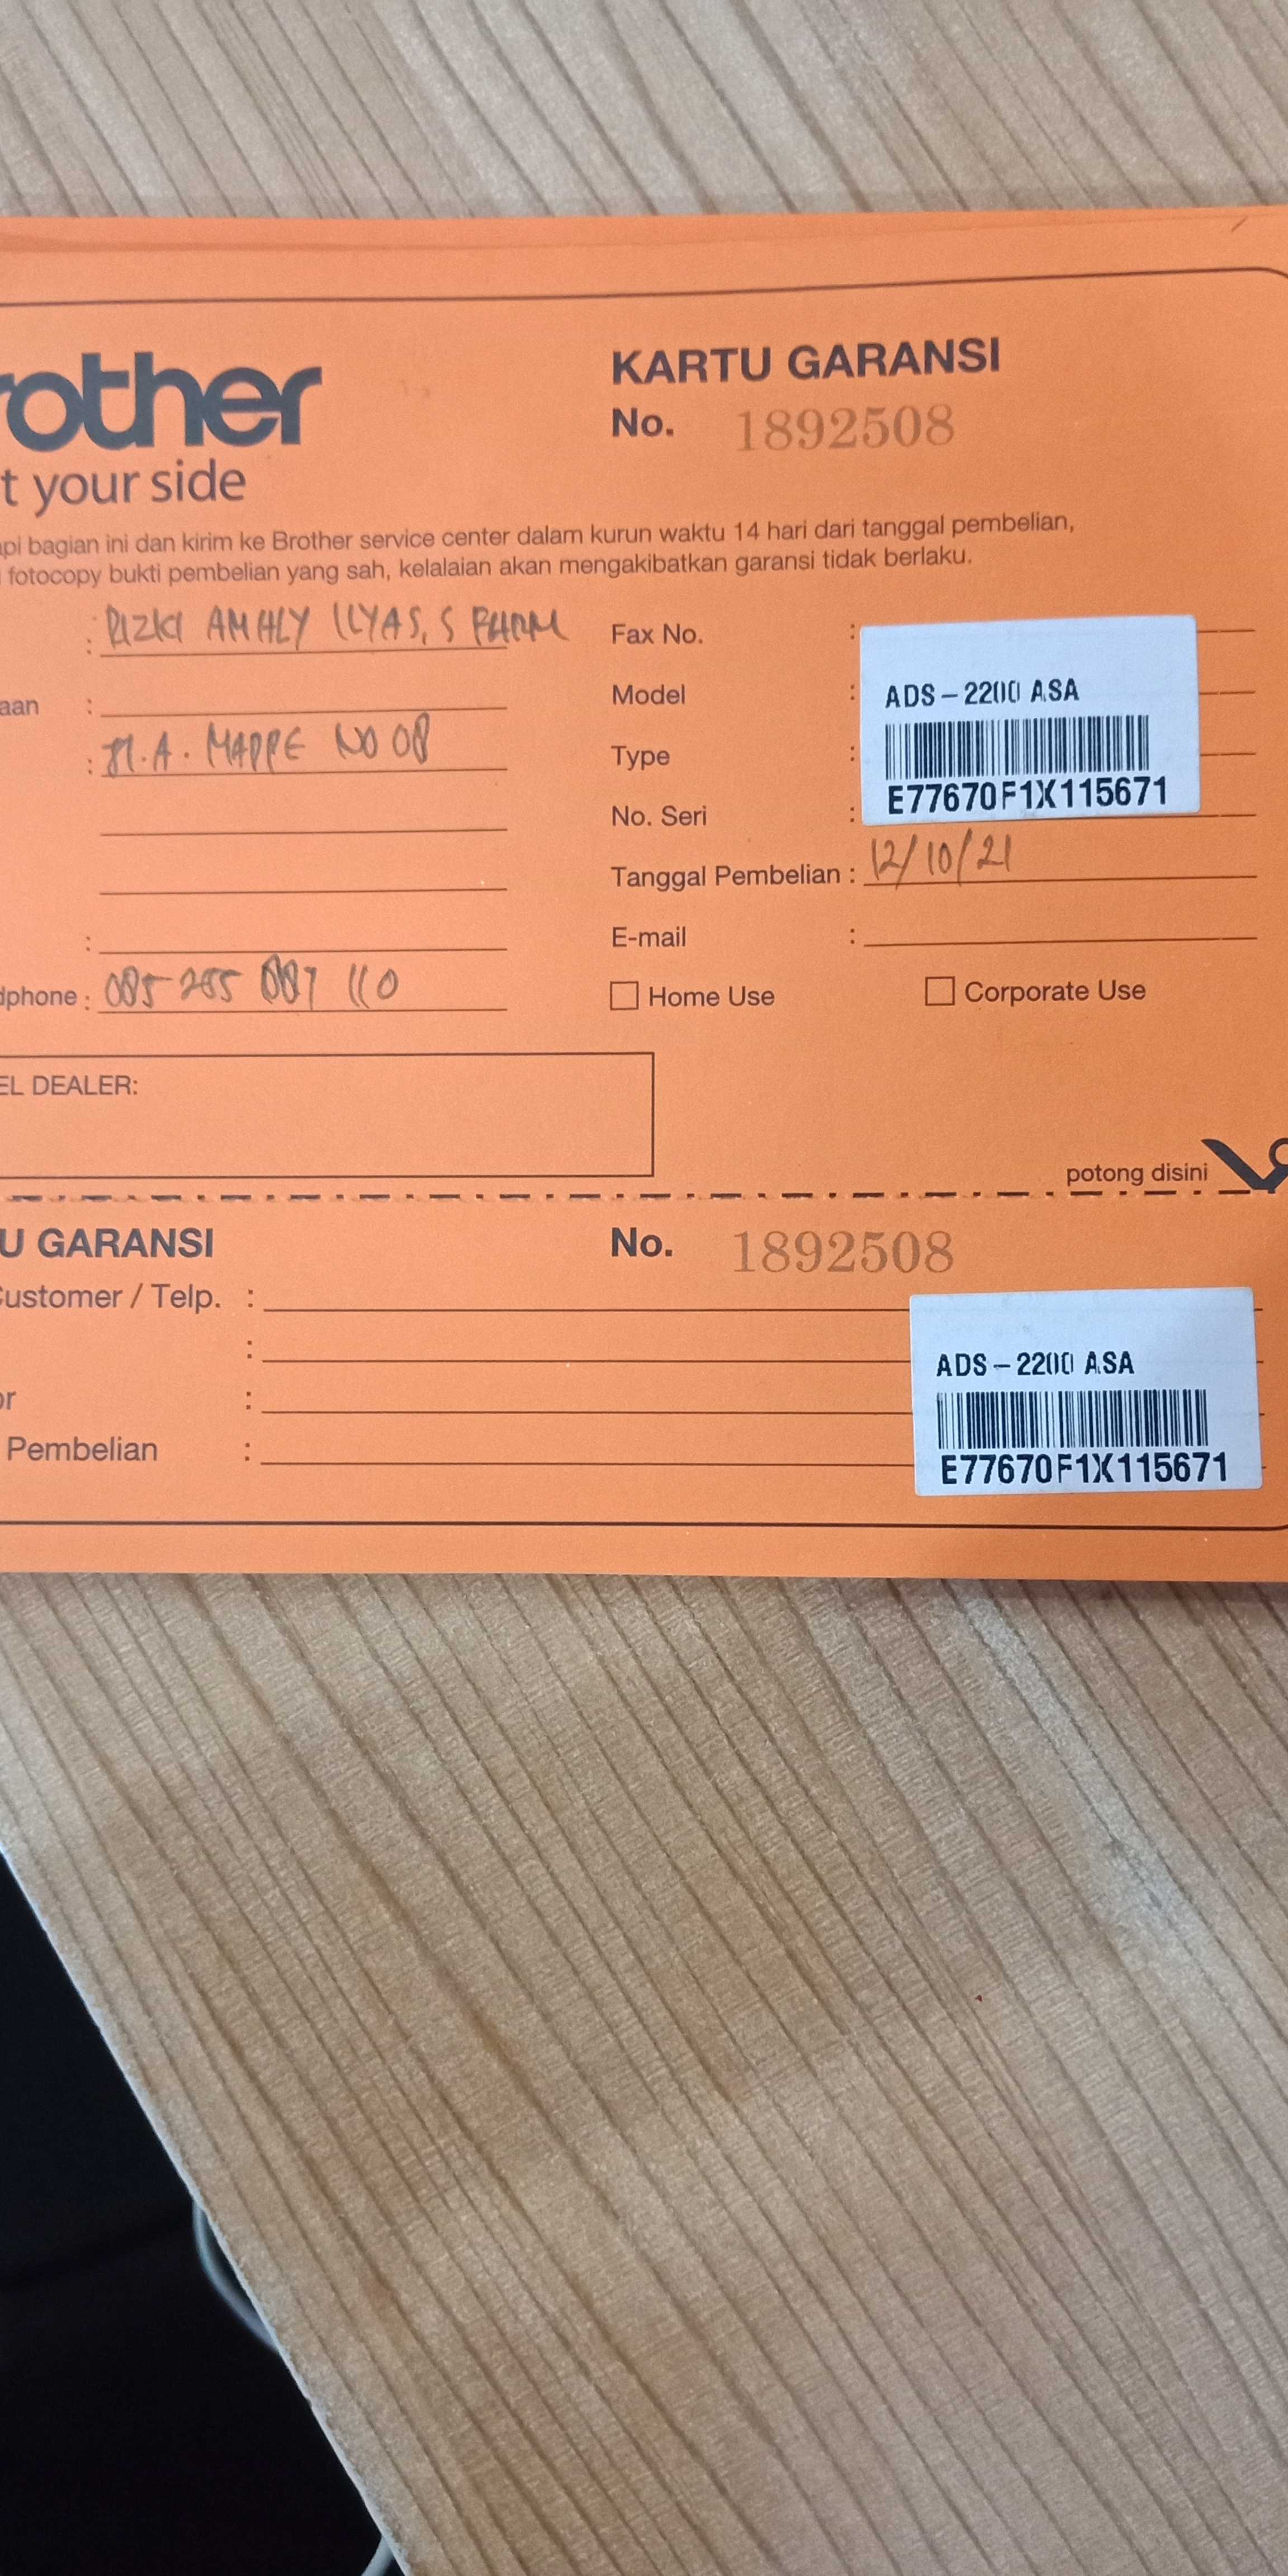 rother
t your side
KARTU GARANSI
No. 1892508
api bagian ini dan kirim ke Brother service center dalam kurun waktu 14 hari dari tanggal pembelian,
fotocopy bukti pembelian yang sah, kelalaian akan mengakibatkan garansi tidak berlaku.
: RIZKI AMALY ILYAS, S FARM
Fax No. :
aan :
Model : ADS-2200 ASA
: A. MAPPE NO 08
Type :
E77670F1X115671
No. Seri :
Tanggal Pembelian : 12/10/21
:
E-mail :
dphone : 085 255 087 110
Home Use
Corporate Use
EL DEALER:
potong disini
U GARANSI
No. 1892508
Customer / Telp. :
:
ADS-2200 ASA
or :
Pembelian :
E77670F1X115671